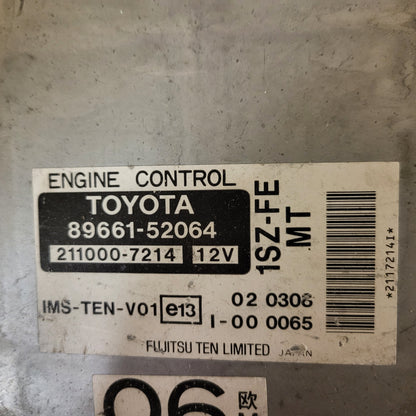 ENGINE CONTROL
TOYOTA
89661-52064
211000-7214 12V
1SZ-FE
MT
*2117214I*
IMS-TEN-V01 e13 02 0306
I-00 0065
FUJITSU TEN LIMITED JAPAN
06
欧